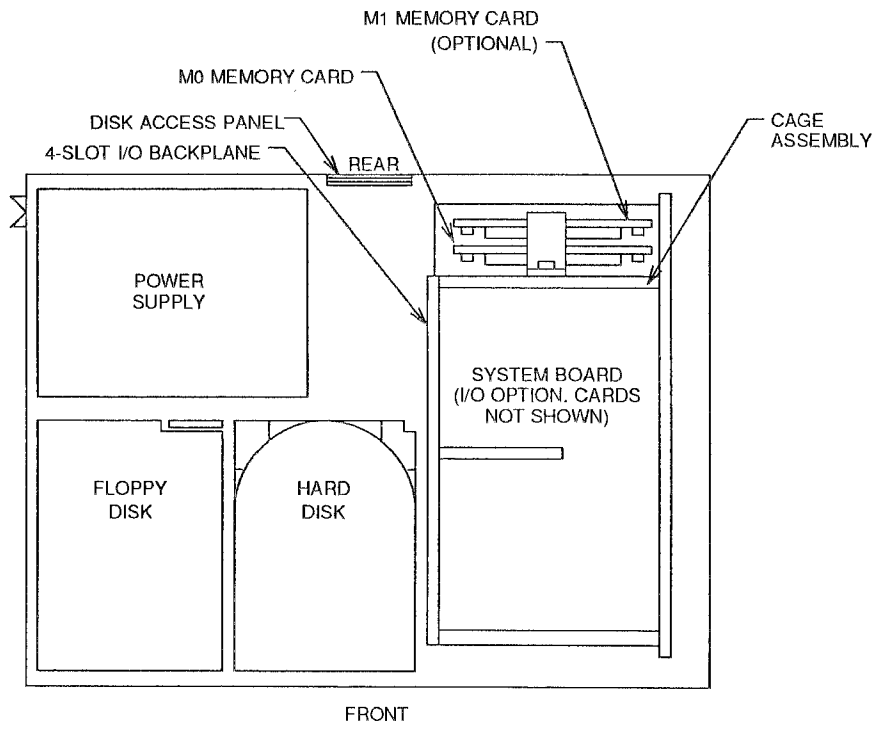 M1 MEMORY CARD
(OPTIONAL)
M0 MEMORY CARD
DISK ACCESS PANEL
4-SLOT I/O BACKPLANE
CAGE
ASSEMBLY
REAR
POWER
SUPPLY
SYSTEM BOARD
(I/O OPTION. CARDS
NOT SHOWN)
FLOPPY
DISK
HARD
DISK
FRONT